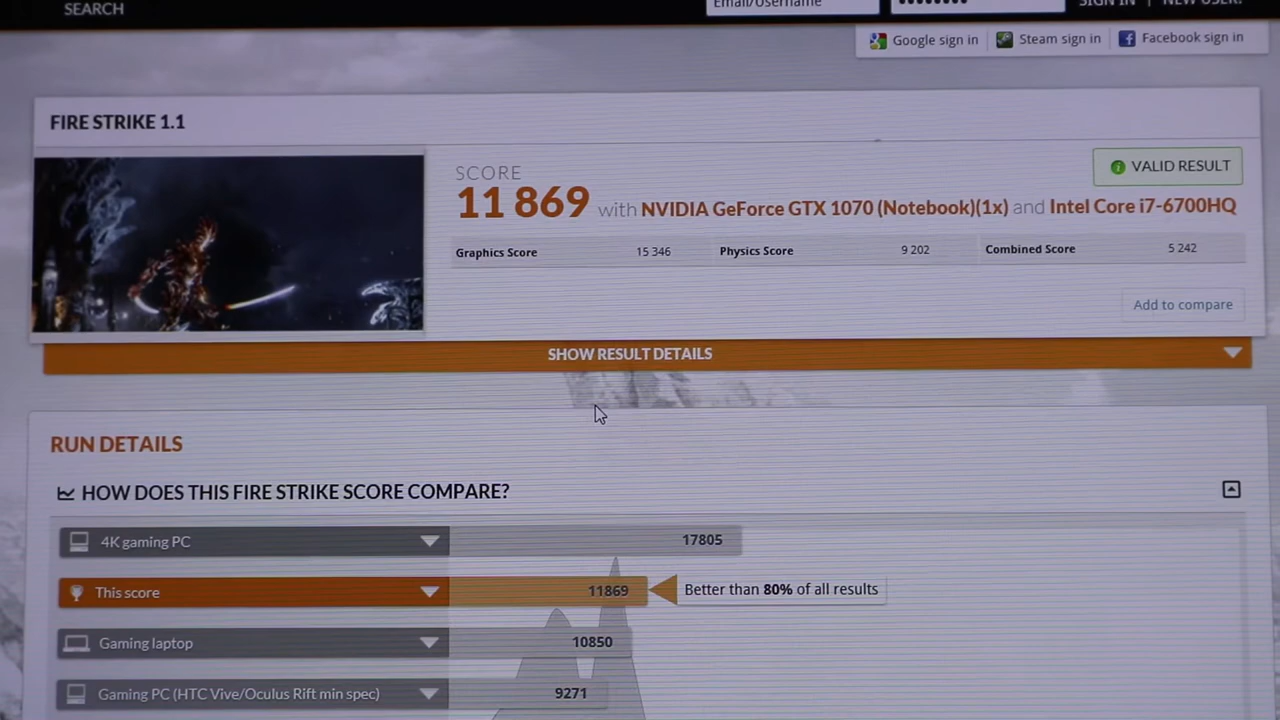 SEARCH
Email/Username
SIGN IN | NEW USER?
Google sign in
Steam sign in
Facebook sign in
FIRE STRIKE 1.1
VALID RESULT
SCORE
11 869 with NVIDIA GeForce GTX 1070 (Notebook)(1x) and Intel Core i7-6700HQ
Graphics Score 15 346 Physics Score 9 202 Combined Score 5 242
Add to compare
SHOW RESULT DETAILS
RUN DETAILS
HOW DOES THIS FIRE STRIKE SCORE COMPARE?
4K gaming PC 17805
This score 11869 Better than 80% of all results
Gaming laptop 10850
Gaming PC (HTC Vive/Oculus Rift min spec) 9271